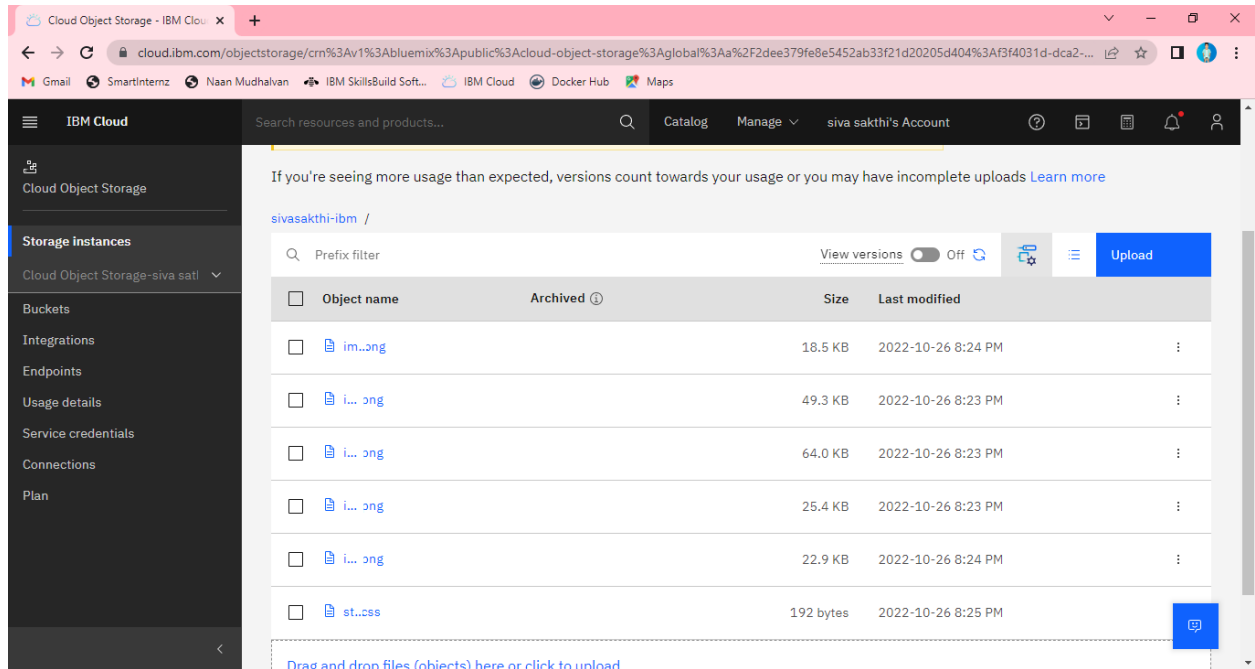 Cloud Object Storage - IBM Clou
cloud.ibm.com/objectstorage/crn%3Av1%3Abluemix%3Apublic%3Acloud-object-storage%3Aglobal%3Aa%2F2dee379fe8e5452ab33f21d20205d404%3Af3f4031d-dca2-...
Gmail SmartInternz Naan Mudhalvan IBM SkillsBuild Soft... IBM Cloud Docker Hub Maps
IBM Cloud Search resources and products... Catalog Manage siva sakthi's Account
Cloud Object Storage
Storage instances
Cloud Object Storage-siva satl
Buckets
Integrations
Endpoints
Usage details
Service credentials
Connections
Plan
If you're seeing more usage than expected, versions count towards your usage or you may have incomplete uploads Learn more
sivasakthi-ibm /
Prefix filter View versions Off Upload
Object name Archived Size Last modified
im..png 18.5 KB 2022-10-26 8:24 PM
i... png 49.3 KB 2022-10-26 8:23 PM
i... png 64.0 KB 2022-10-26 8:23 PM
i... png 25.4 KB 2022-10-26 8:23 PM
i... png 22.9 KB 2022-10-26 8:24 PM
st..css 192 bytes 2022-10-26 8:25 PM
Drag and drop files (objects) here or click to upload